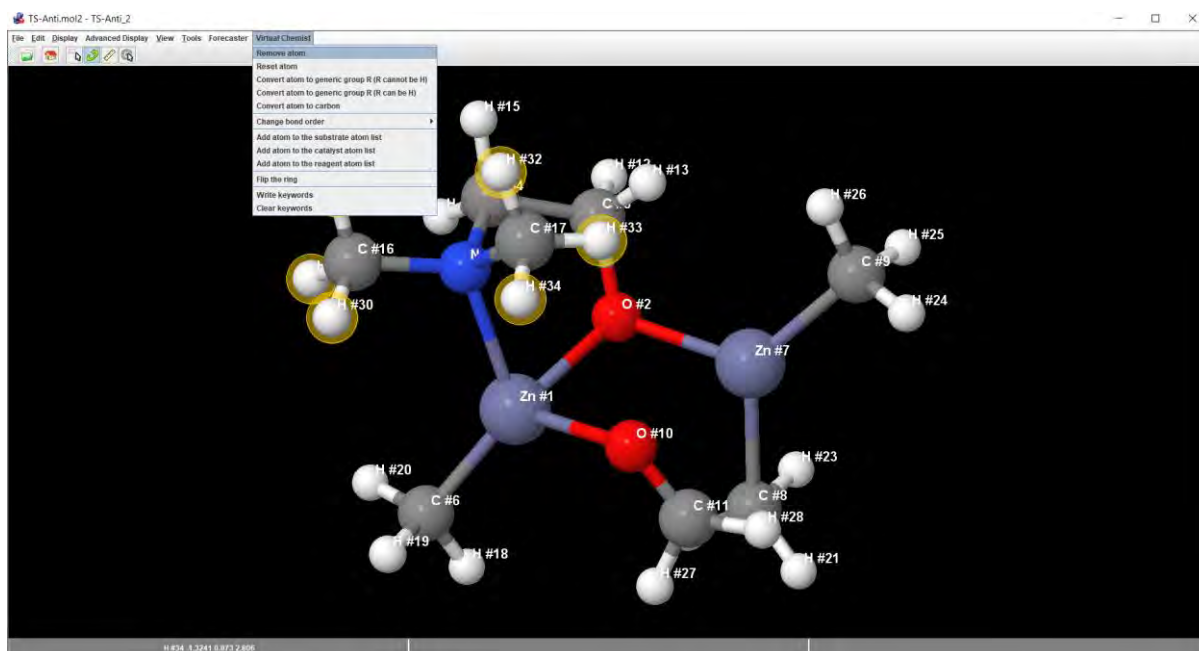 TS-Anti.mol2 - TS-Anti_2
File Edit Display Advanced Display View Tools Forecaster Virtual Chemist
Remove atom
Reset atom
Convert atom to generic group R (R cannot be H)
Convert atom to generic group R (R can be H)
Convert atom to carbon
Change bond order
Add atom to the substrate atom list
Add atom to the catalyst atom list
Add atom to the reagent atom list
Flip the ring
Write keywords
Clear keywords
H #15
H #32
H #13
H #26
C #17
H #33
H #25
C #16
C #9
H #34
H #30
O #2
H #24
Zn #7
Zn #1
O #10
H #20
H #23
C #6
C #8
C #11
H #28
H #19
H #18
H #21
H #27